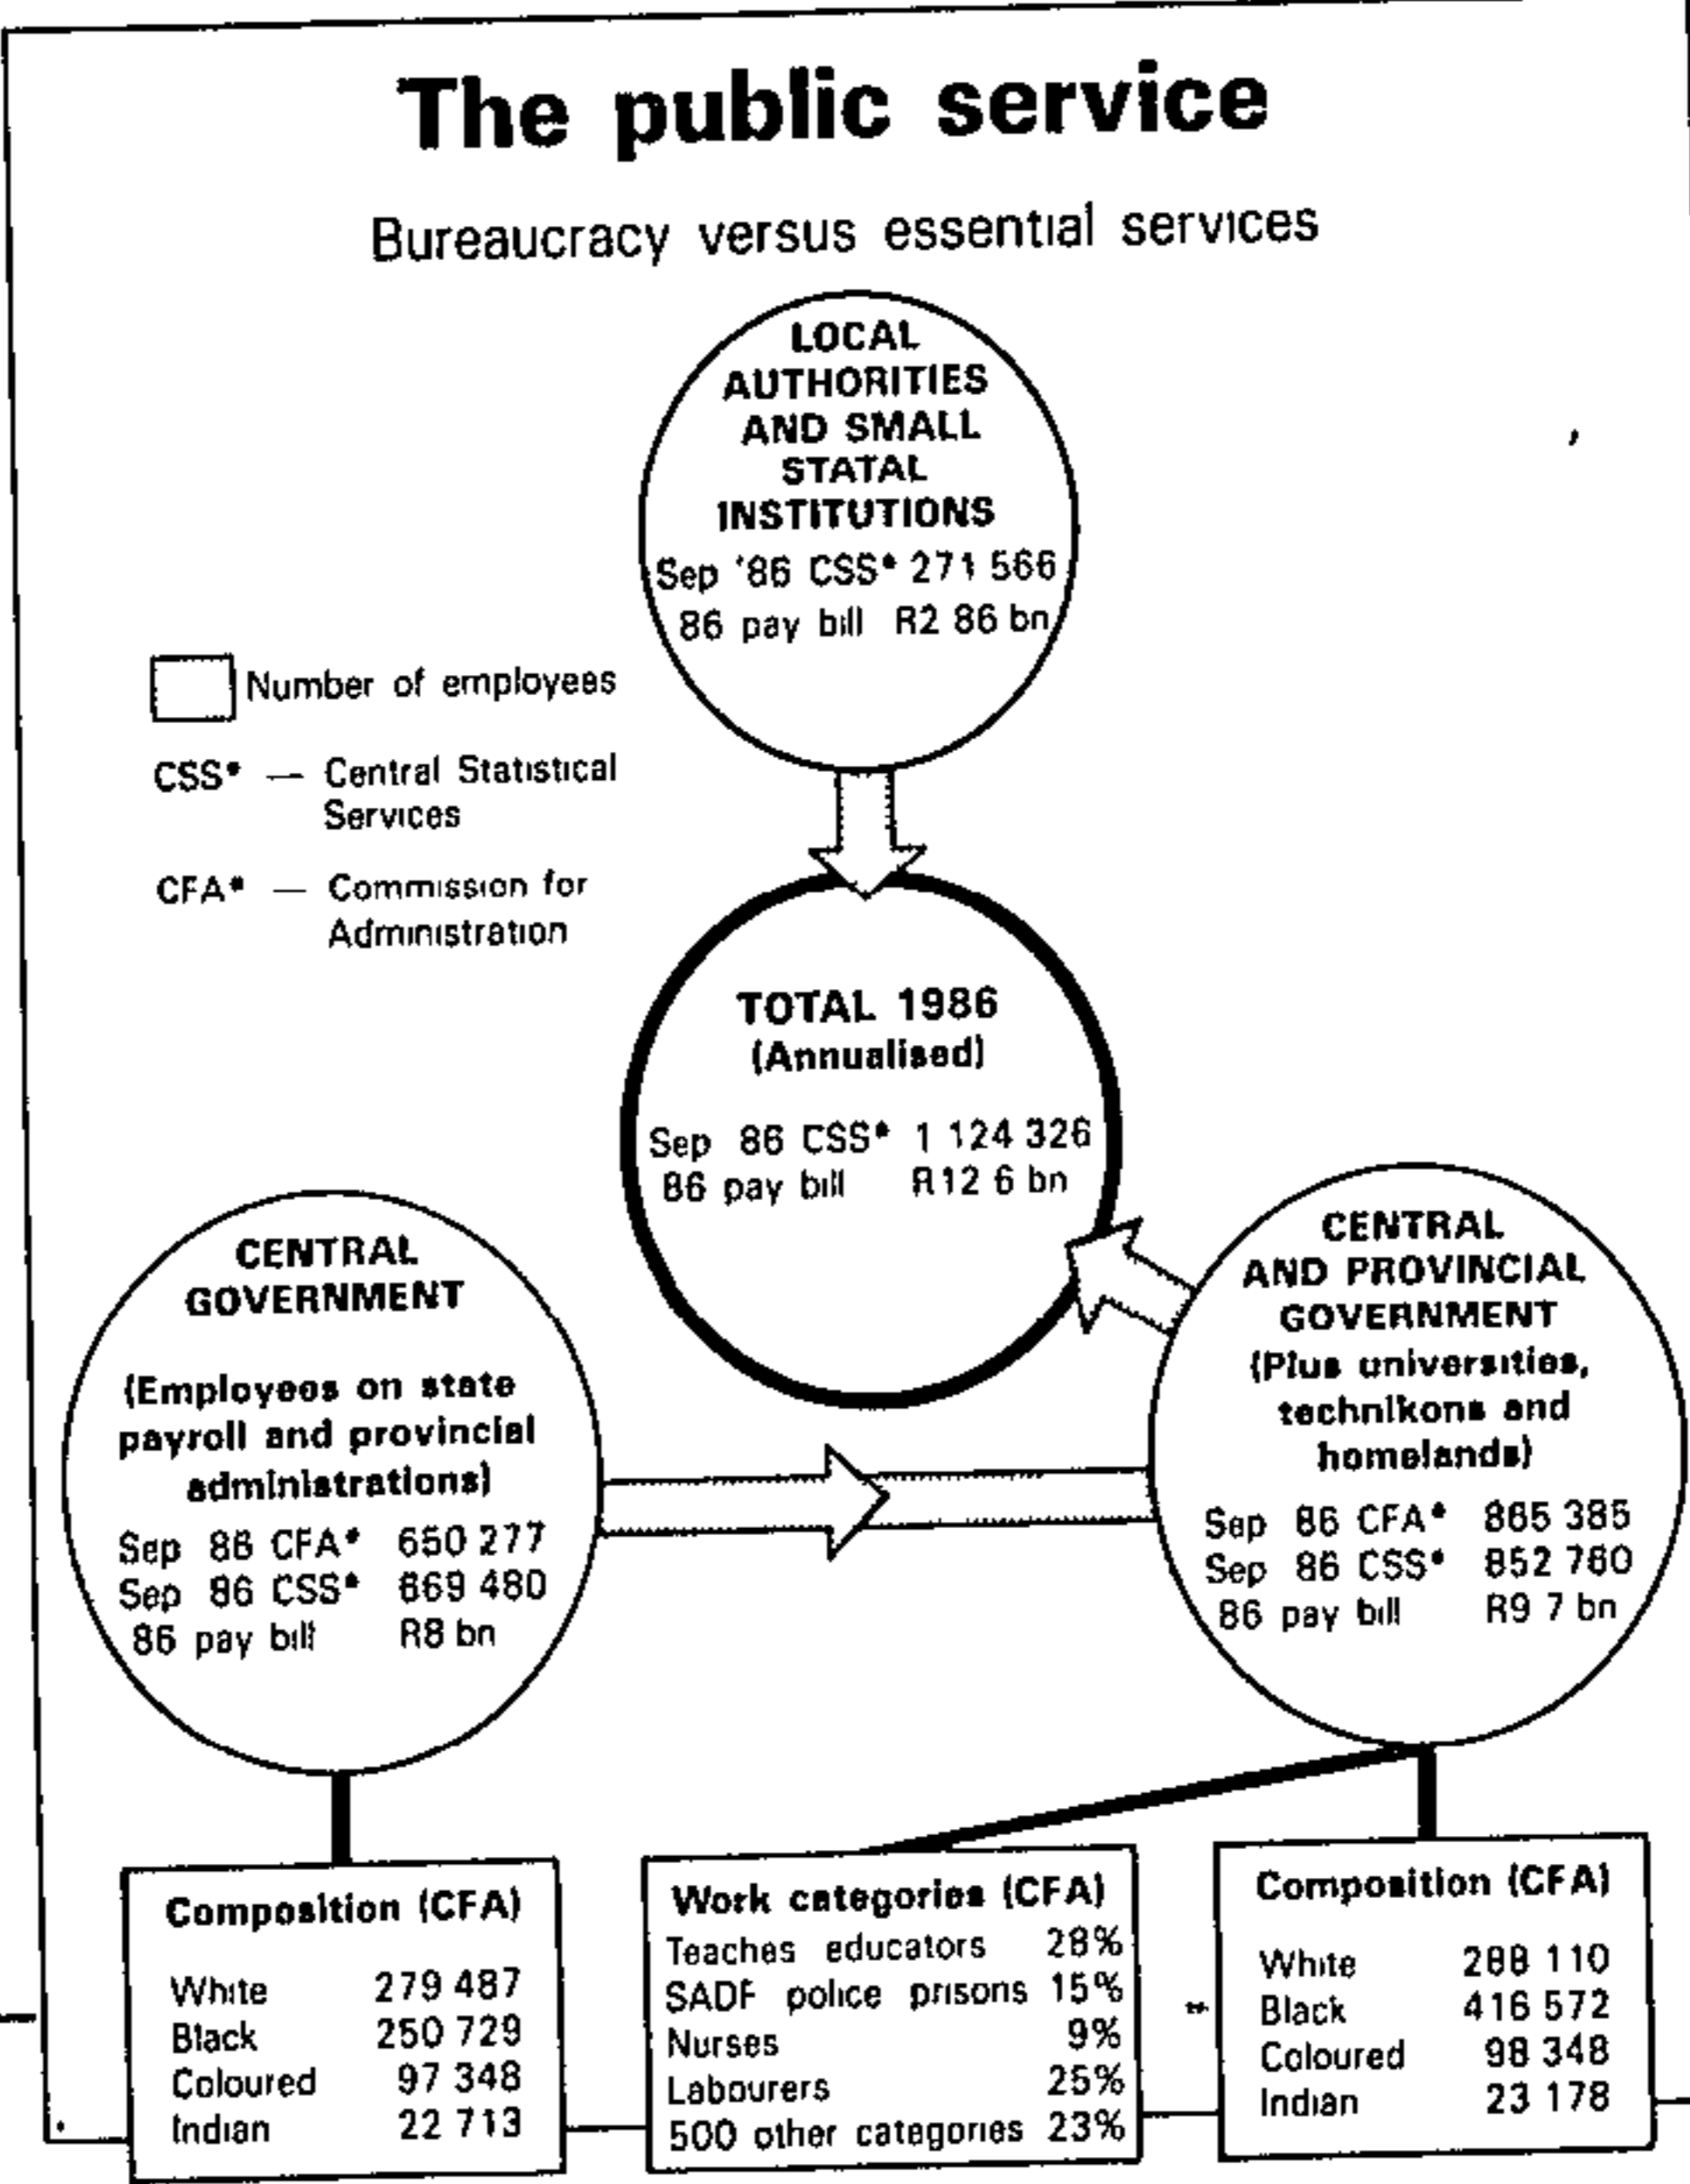 The public service
Bureaucracy versus essential services
LOCAL
AUTHORITIES
AND SMALL
STATAL
INSTITUTIONS
Sep '86 CSS* 271 566
86 pay bill R2 86 bn
Number of employees
CSS* — Central Statistical
Services
CFA* — Commission for
Administration
TOTAL 1986
(Annualised)
Sep 86 CSS* 1 124 326
86 pay bill R12 6 bn
CENTRAL
GOVERNMENT
(Employees on state
payroll and provincial
administrations)
Sep 86 CFA* 650 277
Sep 86 CSS* 669 480
86 pay bill R8 bn
CENTRAL
AND PROVINCIAL
GOVERNMENT
(Plus universities,
technikons and
homelands)
Sep 86 CFA* 865 385
Sep 86 CSS* 852 760
86 pay bill R9 7 bn
Composition (CFA)
White 279 487
Black 250 729
Coloured 97 348
Indian 22 713
Work categories (CFA)
Teaches educators 28%
SADF police prisons 15%
Nurses 9%
Labourers 25%
500 other categories 23%
Composition (CFA)
White 288 110
Black 416 572
Coloured 98 348
Indian 23 178